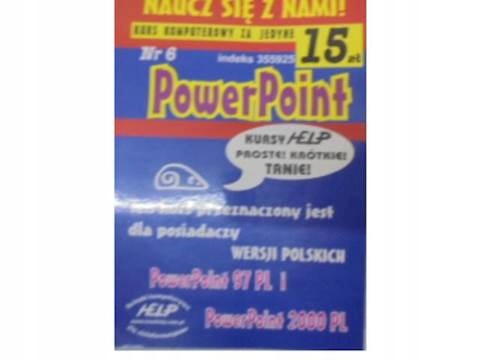 NAUCZ SIĘ Z NAMI!
KURS KOMPUTEROWY ZA JEDYNE
15 zł
Nr 6
indeks 355925
PowerPoint
KURSY HELP
PROSTE! KRÓTKIE!
TANIE!
kurs przeznaczony jest
dla posiadaczy
WERSJI POLSKICH
PowerPoint 97 PL i
HELP
PowerPoint 2000 PL